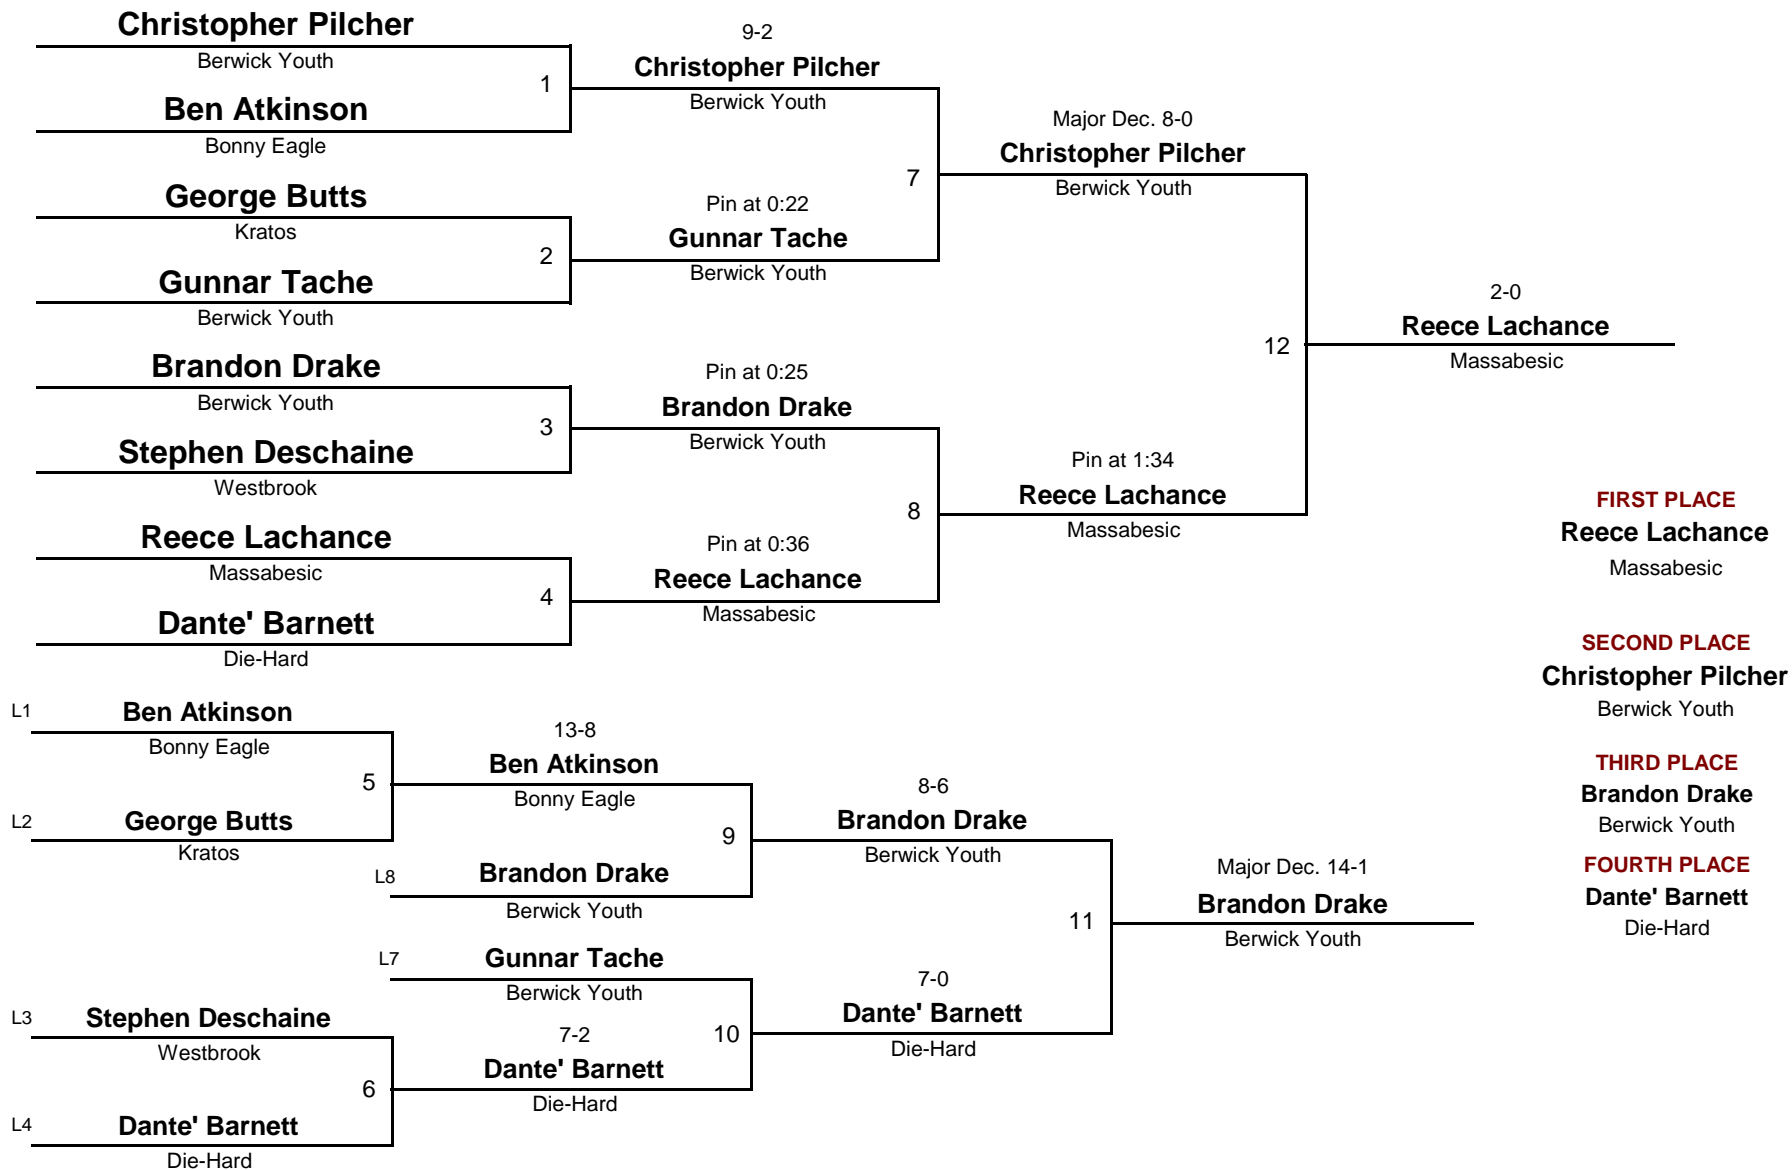 Christopher Pilcher
Berwick Youth
1
Ben Atkinson
Bonny Eagle
George Butts
Kratos
2
Gunnar Tache
Berwick Youth
Brandon Drake
Berwick Youth
3
Stephen Deschaine
Westbrook
Reece Lachance
Massabesic
4
Dante' Barnett
Die-Hard
9-2
Christopher Pilcher
Berwick Youth
7
Pin at 0:22
Gunnar Tache
Berwick Youth
Pin at 0:25
Brandon Drake
Berwick Youth
8
Pin at 0:36
Reece Lachance
Massabesic
Major Dec. 8-0
Christopher Pilcher
Berwick Youth
12
Pin at 1:34
Reece Lachance
Massabesic
2-0
Reece Lachance
Massabesic
FIRST PLACE
Reece Lachance
Massabesic
SECOND PLACE
Christopher Pilcher
Berwick Youth
THIRD PLACE
Brandon Drake
Berwick Youth
FOURTH PLACE
Dante' Barnett
Die-Hard
L1
Ben Atkinson
Bonny Eagle
5
L2
George Butts
Kratos
13-8
Ben Atkinson
Bonny Eagle
9
L8
Brandon Drake
Berwick Youth
L7
Gunnar Tache
Berwick Youth
10
L3
Stephen Deschaine
Westbrook
6
L4
Dante' Barnett
Die-Hard
7-2
Dante' Barnett
Die-Hard
8-6
Brandon Drake
Berwick Youth
11
7-0
Dante' Barnett
Die-Hard
Major Dec. 14-1
Brandon Drake
Berwick Youth